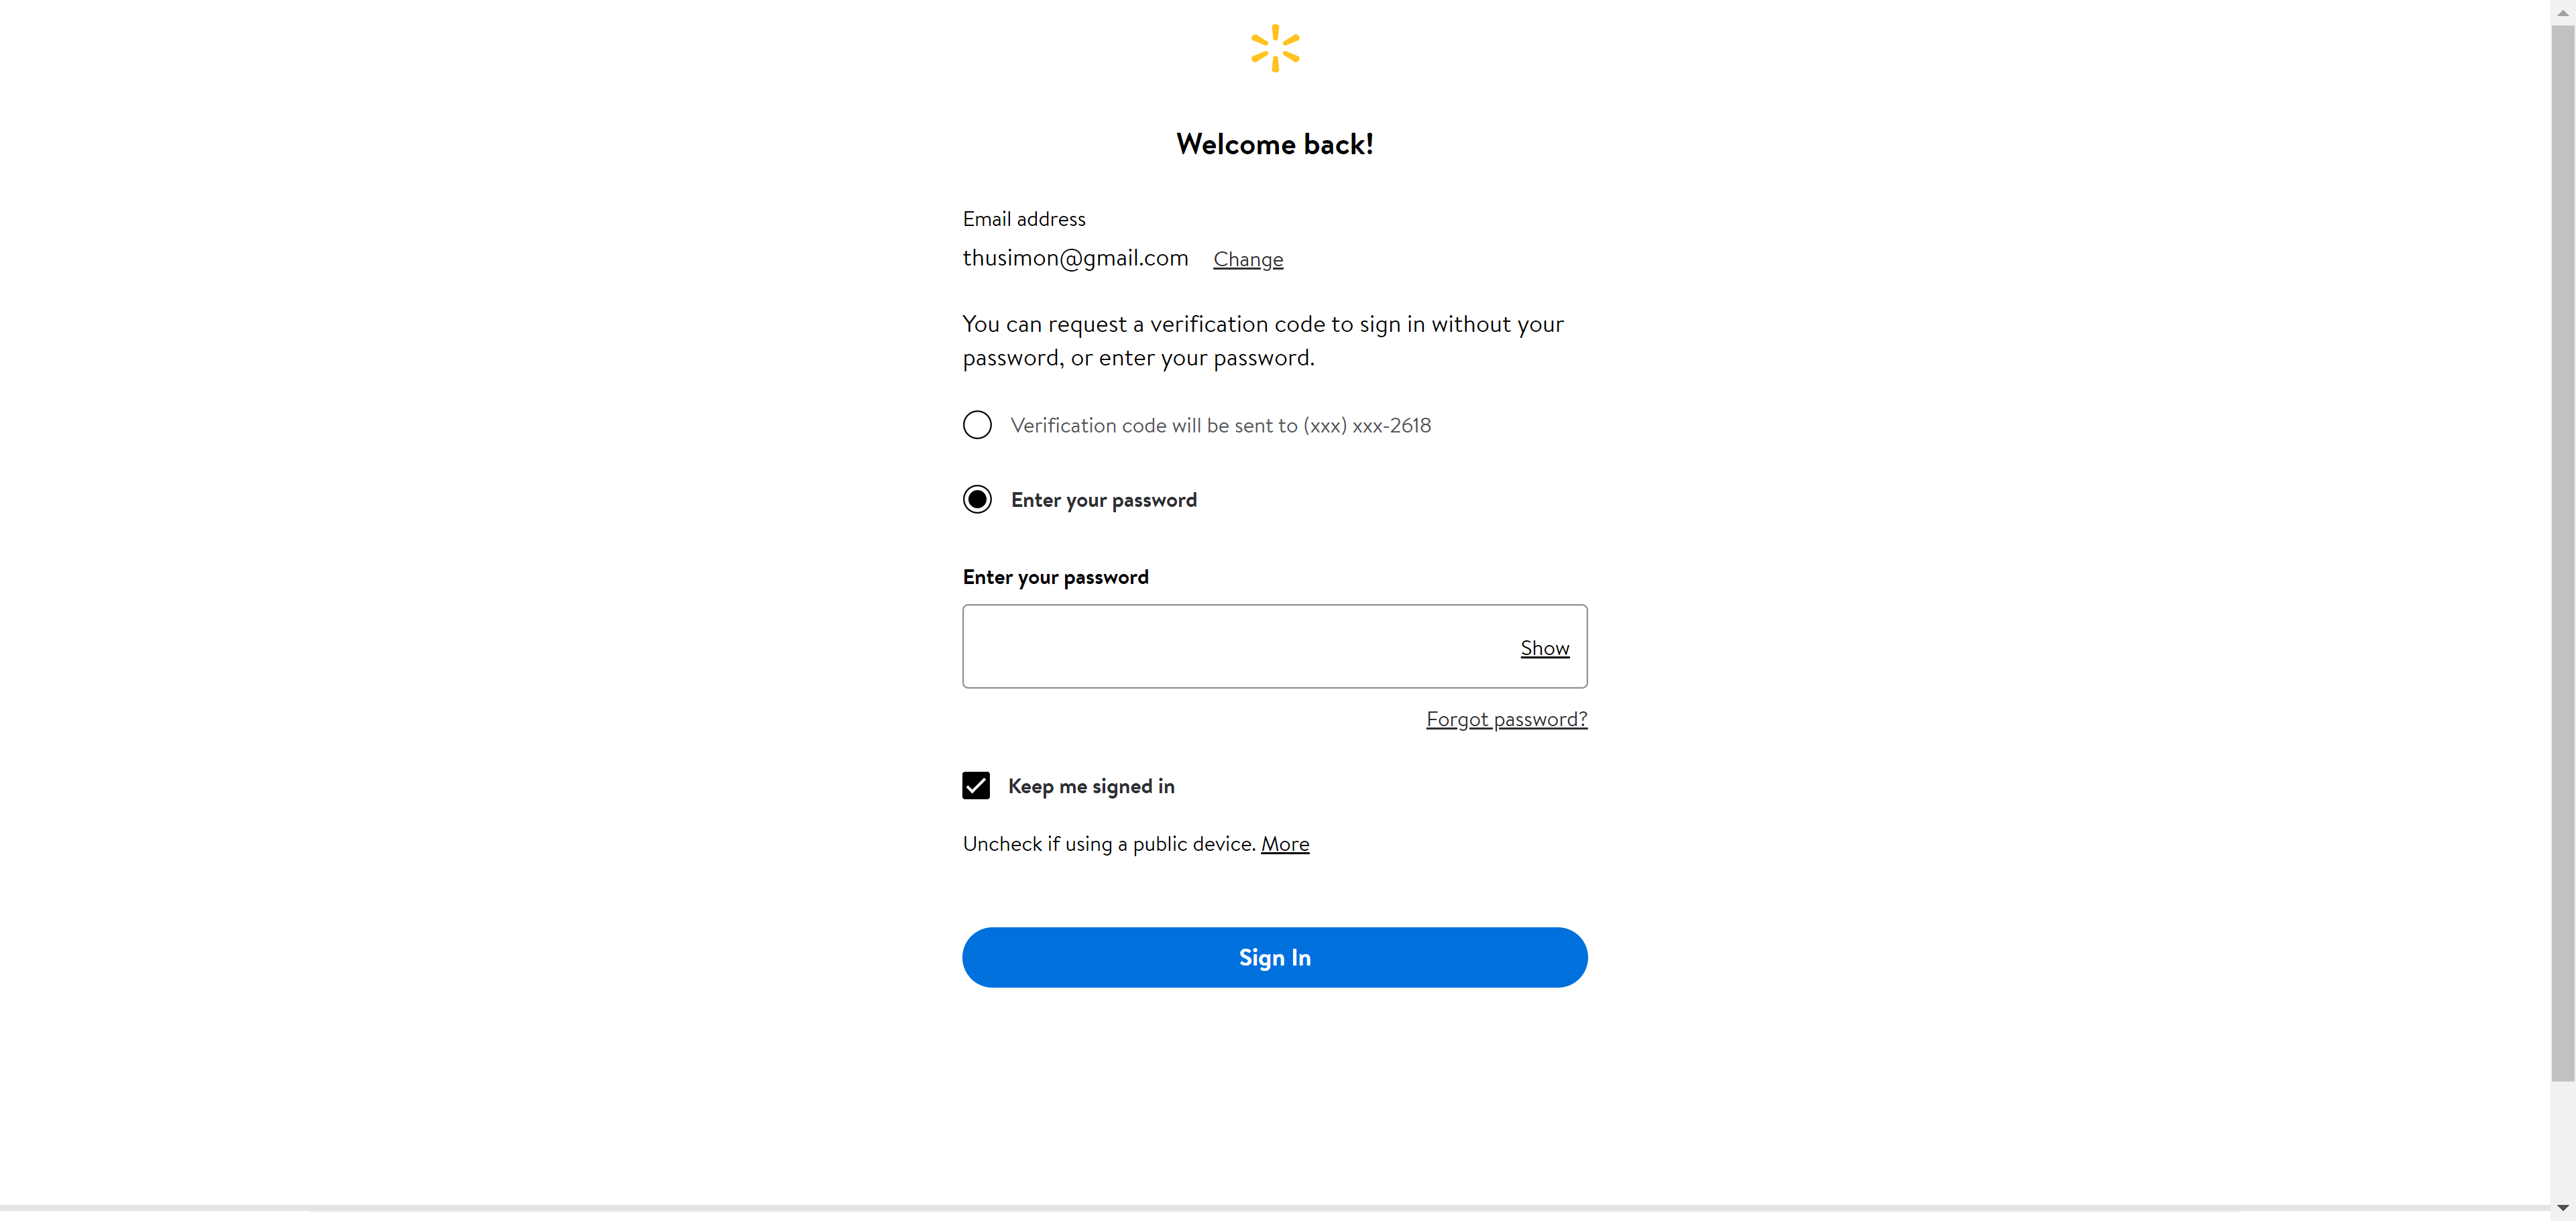 Welcome back!
Email address
thusimon@gmail.com Change
You can request a verification code to sign in without your
password, or enter your password.
Verification code will be sent to (xxx) xxx-2618
Enter your password
Enter your password
Show
Forgot password?
Keep me signed in
Uncheck if using a public device. More
Sign In